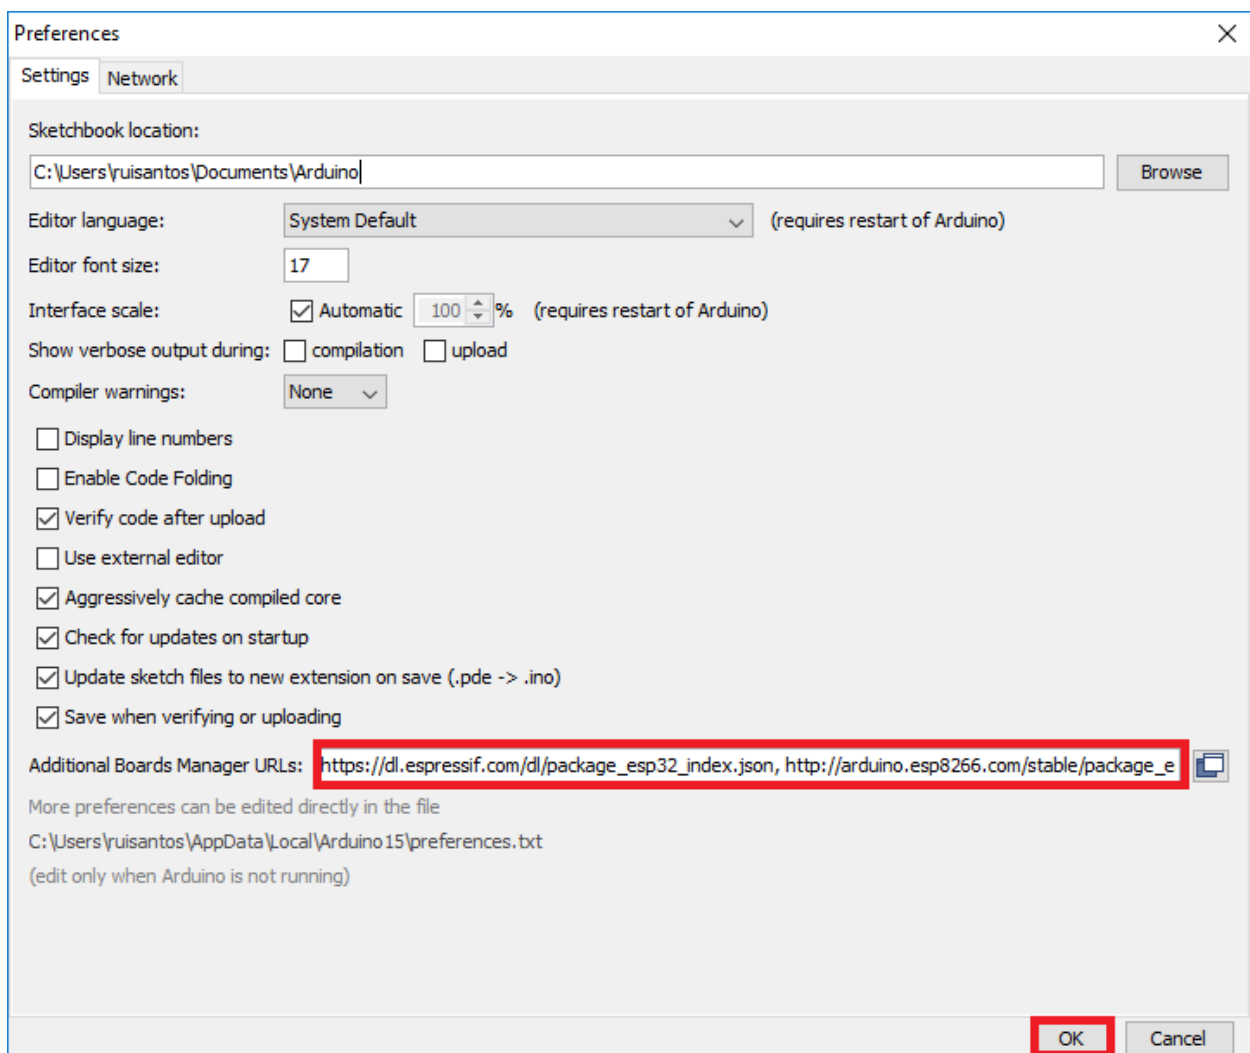 Preferences
Settings Network
Sketchbook location:
C:\Users\ruisantos\Documents\Arduino Browse
Editor language: System Default (requires restart of Arduino)
Editor font size: 17
Interface scale: Automatic 100 % (requires restart of Arduino)
Show verbose output during: compilation upload
Compiler warnings: None
Display line numbers
Enable Code Folding
Verify code after upload
Use external editor
Aggressively cache compiled core
Check for updates on startup
Update sketch files to new extension on save (.pde -> .ino)
Save when verifying or uploading
Additional Boards Manager URLs: https://dl.espressif.com/dl/package_esp32_index.json, http://arduino.esp8266.com/stable/package_e
More preferences can be edited directly in the file
C:\Users\ruisantos\AppData\Local\Arduino15\preferences.txt
(edit only when Arduino is not running)
OK Cancel